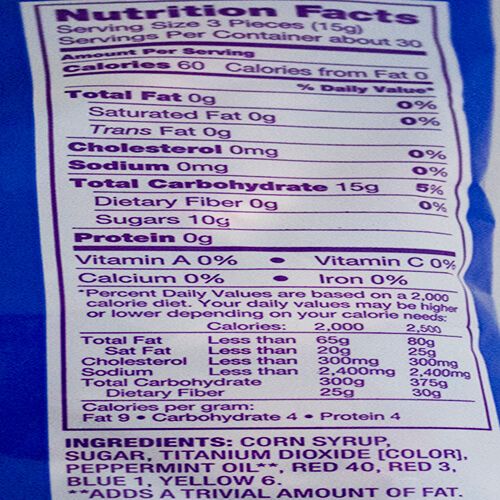 Nutrition Facts
Serving Size 3 Pieces (15g)
Servings Per Container about 30
Amount Per Serving
Calories 60 Calories from Fat 0
% Daily Value*
Total Fat 0g 0%
Saturated Fat 0g 0%
Trans Fat 0g
Cholesterol 0mg 0%
Sodium 0mg 0%
Total Carbohydrate 15g 5%
Dietary Fiber 0g 0%
Sugars 10g
Protein 0g
Vitamin A 0% • Vitamin C 0%
Calcium 0% • Iron 0%
*Percent Daily Values are based on a 2,000
calorie diet. Your daily values may be higher
or lower depending on your calorie needs:
Calories: 2,000 2,500
Total Fat Less than 65g 80g
Sat Fat Less than 20g 25g
Cholesterol Less than 300mg 300mg
Sodium Less than 2,400mg 2,400mg
Total Carbohydrate 300g 375g
Dietary Fiber 25g 30g
Calories per gram:
Fat 9 • Carbohydrate 4 • Protein 4
INGREDIENTS: CORN SYRUP,
SUGAR, TITANIUM DIOXIDE [COLOR],
PEPPERMINT OIL**, RED 40, RED 3,
BLUE 1, YELLOW 6.
**ADDS A TRIVIAL AMOUNT OF FAT.